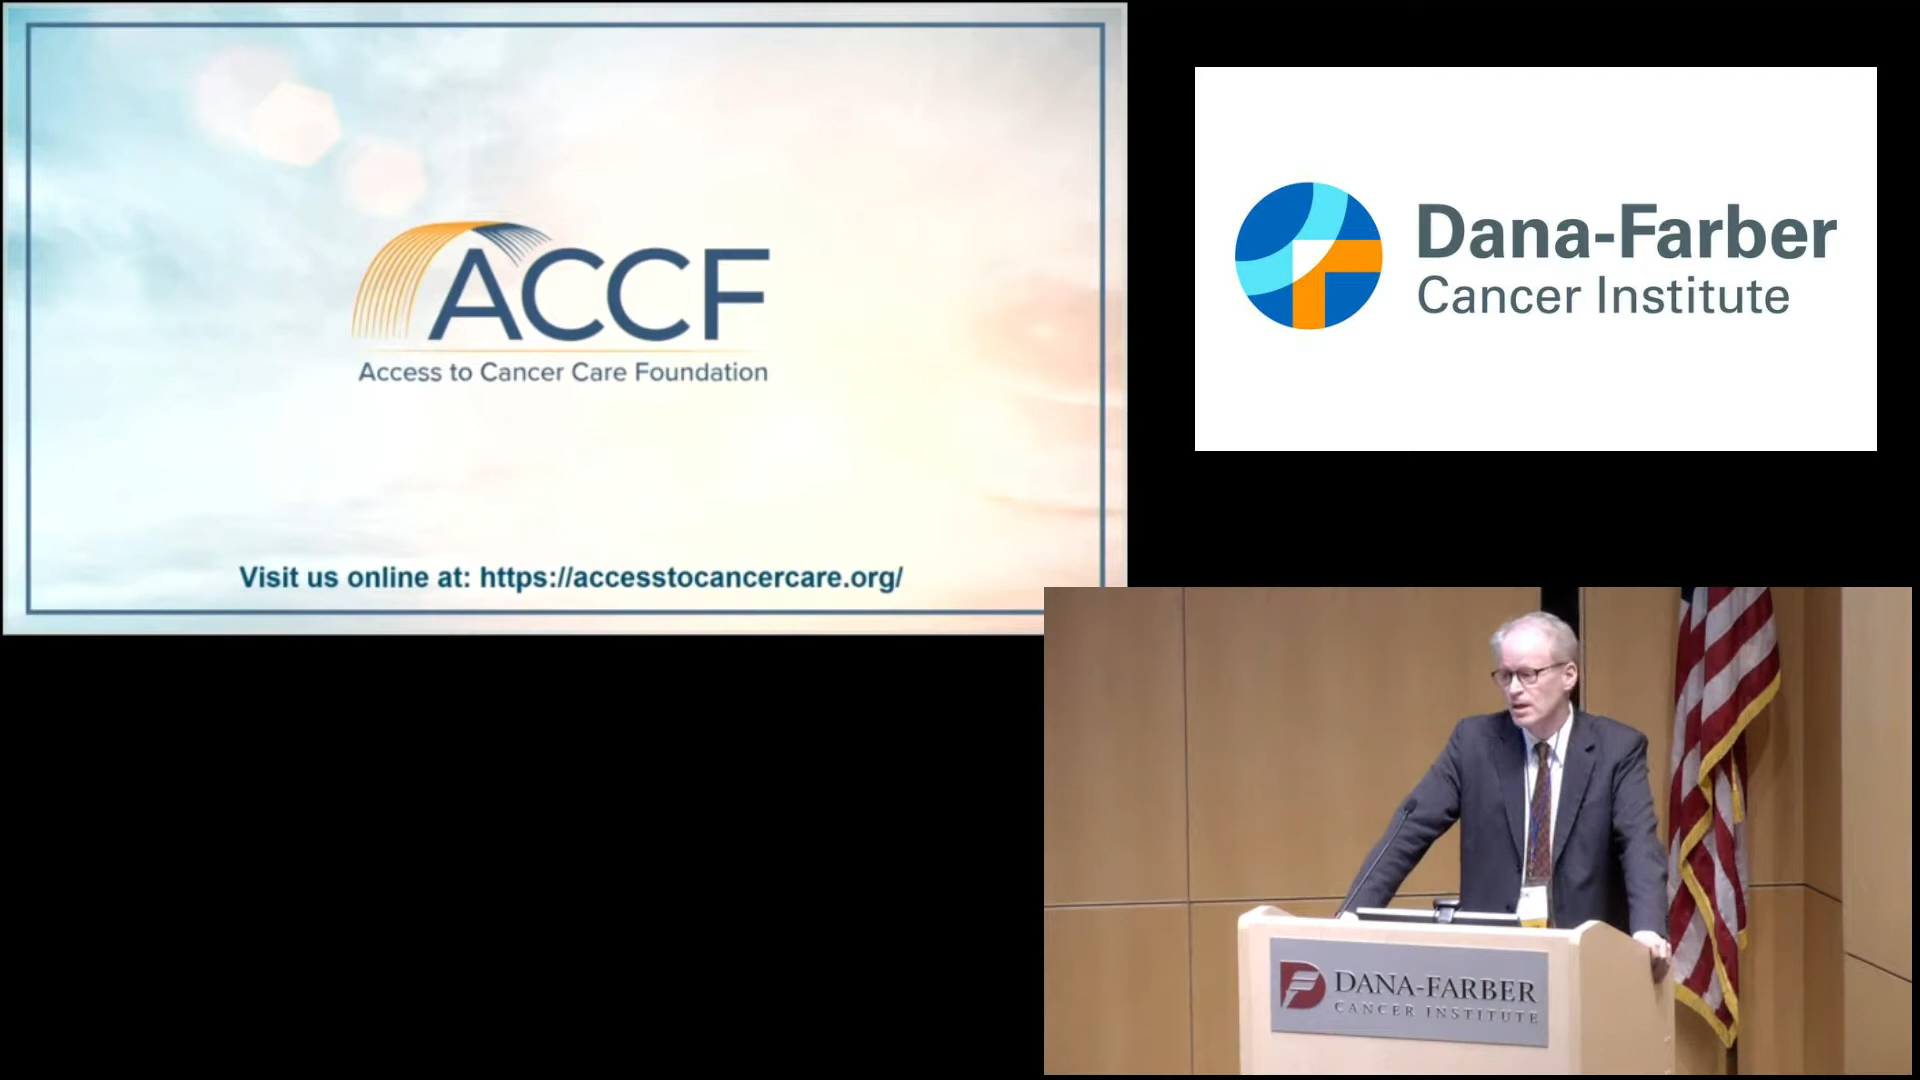 ACCF
Access to Cancer Care Foundation
Visit us online at: https://accesstocancercare.org/
Dana-Farber
Cancer Institute
DANA-FARBER
CANCER INSTITUTE